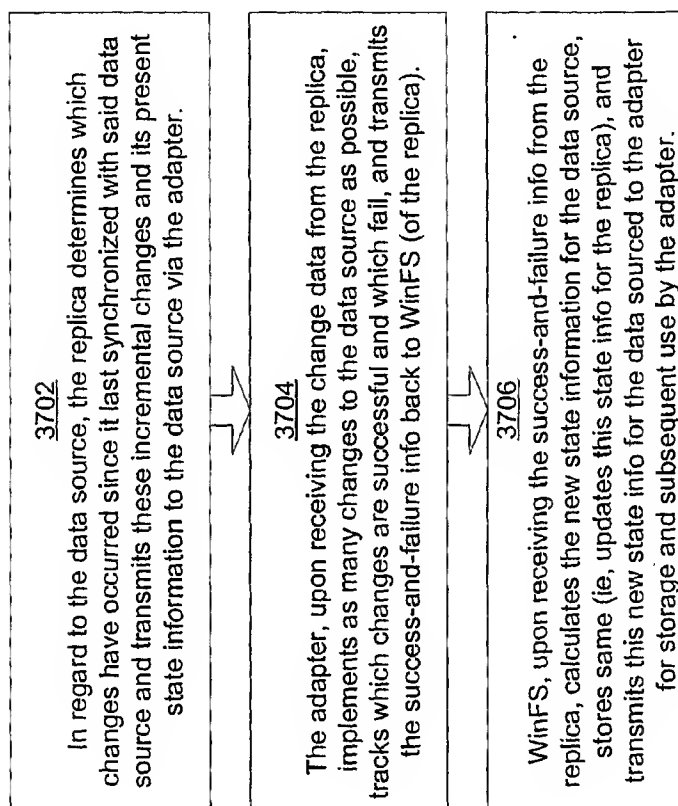 3702
In regard to the data source, the replica determines which
changes have occurred since it last synchronized with said data
source and transmits these incremental changes and its present
state information to the data source via the adapter.
3704
The adapter, upon receiving the change data from the replica,
implements as many changes to the data source as possible,
tracks which changes are successful and which fail, and transmits
the success-and-failure info back to WinFS (of the replica).
3706
WinFS, upon receiving the success-and-failure info from the
replica, calculates the new state information for the data source,
stores same (ie, updates this state info for the replica), and
transmits this new state info for the data sourced to the adapter
for storage and subsequent use by the adapter.